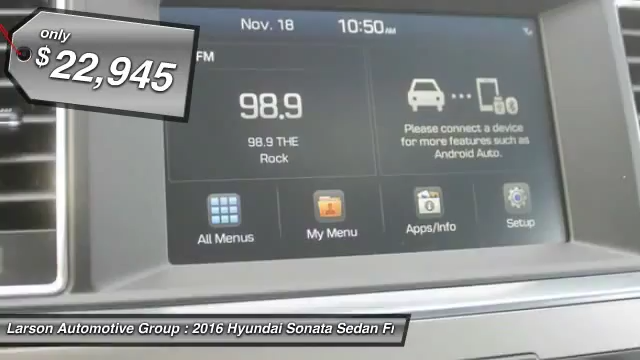 only
$22,945
Nov. 18
10:50AM
FM
98.9
98.9 THE
Rock
Please connect a device
for more features such as
Android Auto.
All Menus
My Menu
Apps/Info
Setup
Larson Automotive Group : 2016 Hyundai Sonata Sedan Fr